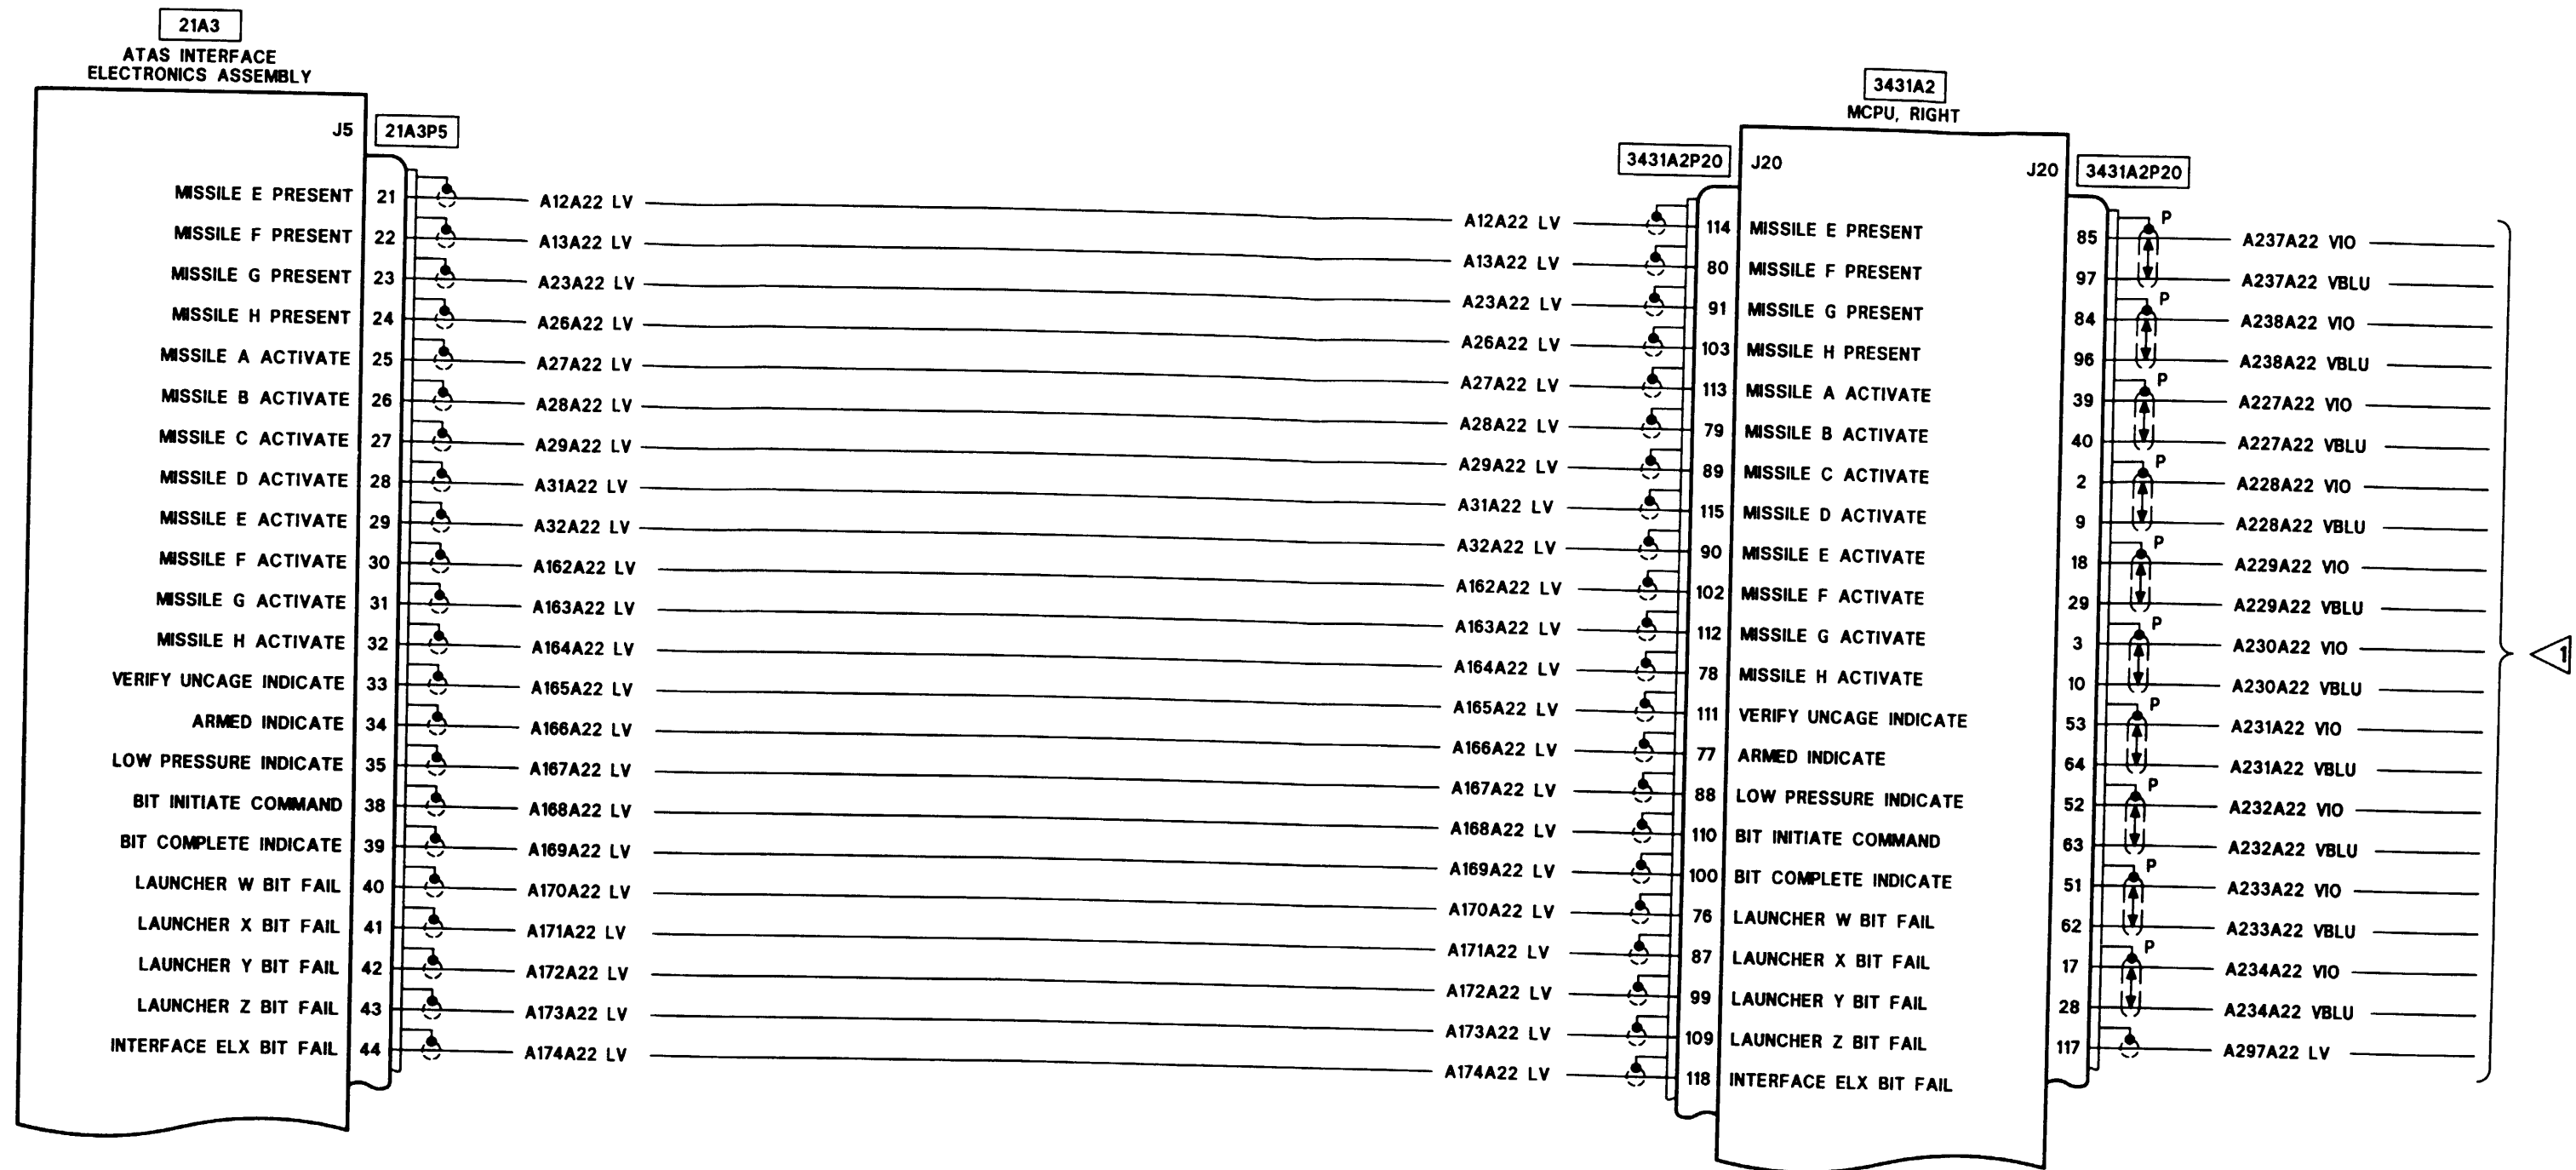 21A3
ATAS INTERFACE
ELECTRONICS ASSEMBLY
J5 21A3P5
MISSILE E PRESENT 21 A12A22 LV
MISSILE F PRESENT 22 A13A22 LV
MISSILE G PRESENT 23 A23A22 LV
MISSILE H PRESENT 24 A26A22 LV
MISSILE A ACTIVATE 25 A27A22 LV
MISSILE B ACTIVATE 26 A28A22 LV
MISSILE C ACTIVATE 27 A29A22 LV
MISSILE D ACTIVATE 28 A31A22 LV
MISSILE E ACTIVATE 29 A32A22 LV
MISSILE F ACTIVATE 30 A162A22 LV
MISSILE G ACTIVATE 31 A163A22 LV
MISSILE H ACTIVATE 32 A164A22 LV
VERIFY UNCAGE INDICATE 33 A165A22 LV
ARMED INDICATE 34 A166A22 LV
LOW PRESSURE INDICATE 35 A167A22 LV
BIT INITIATE COMMAND 38 A168A22 LV
BIT COMPLETE INDICATE 39 A169A22 LV
LAUNCHER W BIT FAIL 40 A170A22 LV
LAUNCHER X BIT FAIL 41 A171A22 LV
LAUNCHER Y BIT FAIL 42 A172A22 LV
LAUNCHER Z BIT FAIL 43 A173A22 LV
INTERFACE ELX BIT FAIL 44 A174A22 LV
3431A2
MCPU, RIGHT
3431A2P20 J20
A12A22 LV 114 MISSILE E PRESENT
A13A22 LV 80 MISSILE F PRESENT
A23A22 LV 91 MISSILE G PRESENT
A26A22 LV 103 MISSILE H PRESENT
A27A22 LV 113 MISSILE A ACTIVATE
A28A22 LV 79 MISSILE B ACTIVATE
A29A22 LV 89 MISSILE C ACTIVATE
A31A22 LV 115 MISSILE D ACTIVATE
A32A22 LV 90 MISSILE E ACTIVATE
A162A22 LV 102 MISSILE F ACTIVATE
A163A22 LV 112 MISSILE G ACTIVATE
A164A22 LV 78 MISSILE H ACTIVATE
A165A22 LV 111 VERIFY UNCAGE INDICATE
A166A22 LV 77 ARMED INDICATE
A167A22 LV 88 LOW PRESSURE INDICATE
A168A22 LV 110 BIT INITIATE COMMAND
A169A22 LV 100 BIT COMPLETE INDICATE
A170A22 LV 76 LAUNCHER W BIT FAIL
A171A22 LV 87 LAUNCHER X BIT FAIL
A172A22 LV 99 LAUNCHER Y BIT FAIL
A173A22 LV 109 LAUNCHER Z BIT FAIL
A174A22 LV 118 INTERFACE ELX BIT FAIL
J20 3431A2P20
P
85 A237A22 VIO
97 A237A22 VBLU
P
84 A238A22 VIO
96 A238A22 VBLU
P
39 A227A22 VIO
40 A227A22 VBLU
P
2 A228A22 VIO
9 A228A22 VBLU
P
18 A229A22 VIO
29 A229A22 VBLU
P
3 A230A22 VIO
10 A230A22 VBLU
P
53 A231A22 VIO
64 A231A22 VBLU
P
52 A232A22 VIO
63 A232A22 VBLU
P
51 A233A22 VIO
62 A233A22 VBLU
P
17 A234A22 VIO
28 A234A22 VBLU
117 A297A22 LV
1